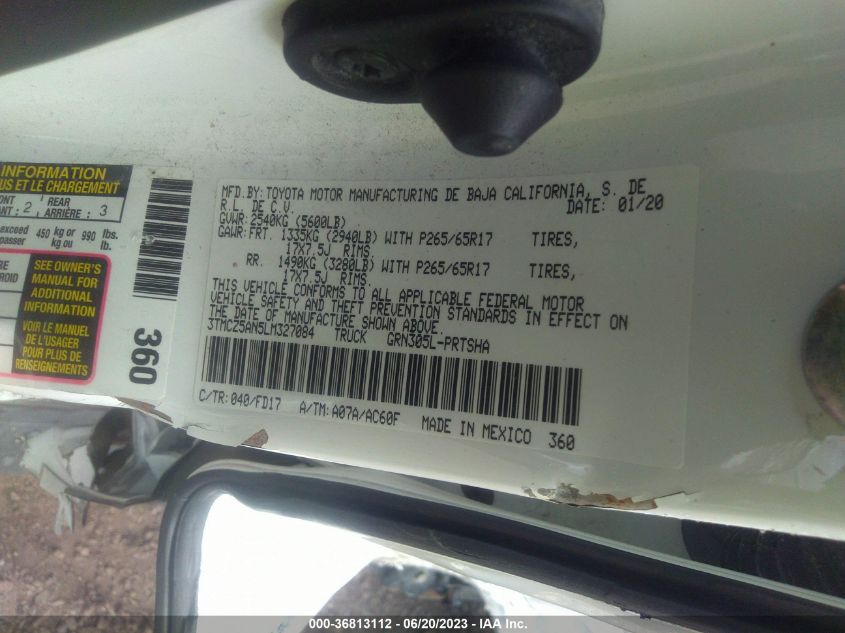 INFORMATION
US ET LE CHARGEMENT
ONT
ANT : 2
REAR
ARRIÈRE : 3
exceed 450 kg or 990 lbs.
passer kg ou lb.
SEE OWNER'S
MANUAL FOR
ADDITIONAL
INFORMATION
VOIR LE MANUEL
DE L'USAGER
POUR PLUS DE
RENSEIGNEMENTS
360
MFD.BY:TOYOTA MOTOR MANUFACTURING DE BAJA CALIFORNIA, S. DE
R.L. DE C.V. DATE: 01/20
GVWR: 2540KG (5600LB)
GAWR:FRT. 1335KG (2940LB) WITH P265/65R17 TIRES,
17X7.5J RIMS.
RR. 1490KG (3280LB) WITH P265/65R17 TIRES,
17X7.5J RIMS.
THIS VEHICLE CONFORMS TO ALL APPLICABLE FEDERAL MOTOR
VEHICLE SAFETY AND THEFT PREVENTION STANDARDS IN EFFECT ON
THE DATE OF MANUFACTURE SHOWN ABOVE.
3TMCZ5AN5LM327084 TRUCK GRN305L-PRTSHA
C/TR:040/FD17 A/TM:A07A/AC60F MADE IN MEXICO 360
000-36813112 - 06/20/2023 - IAA Inc.